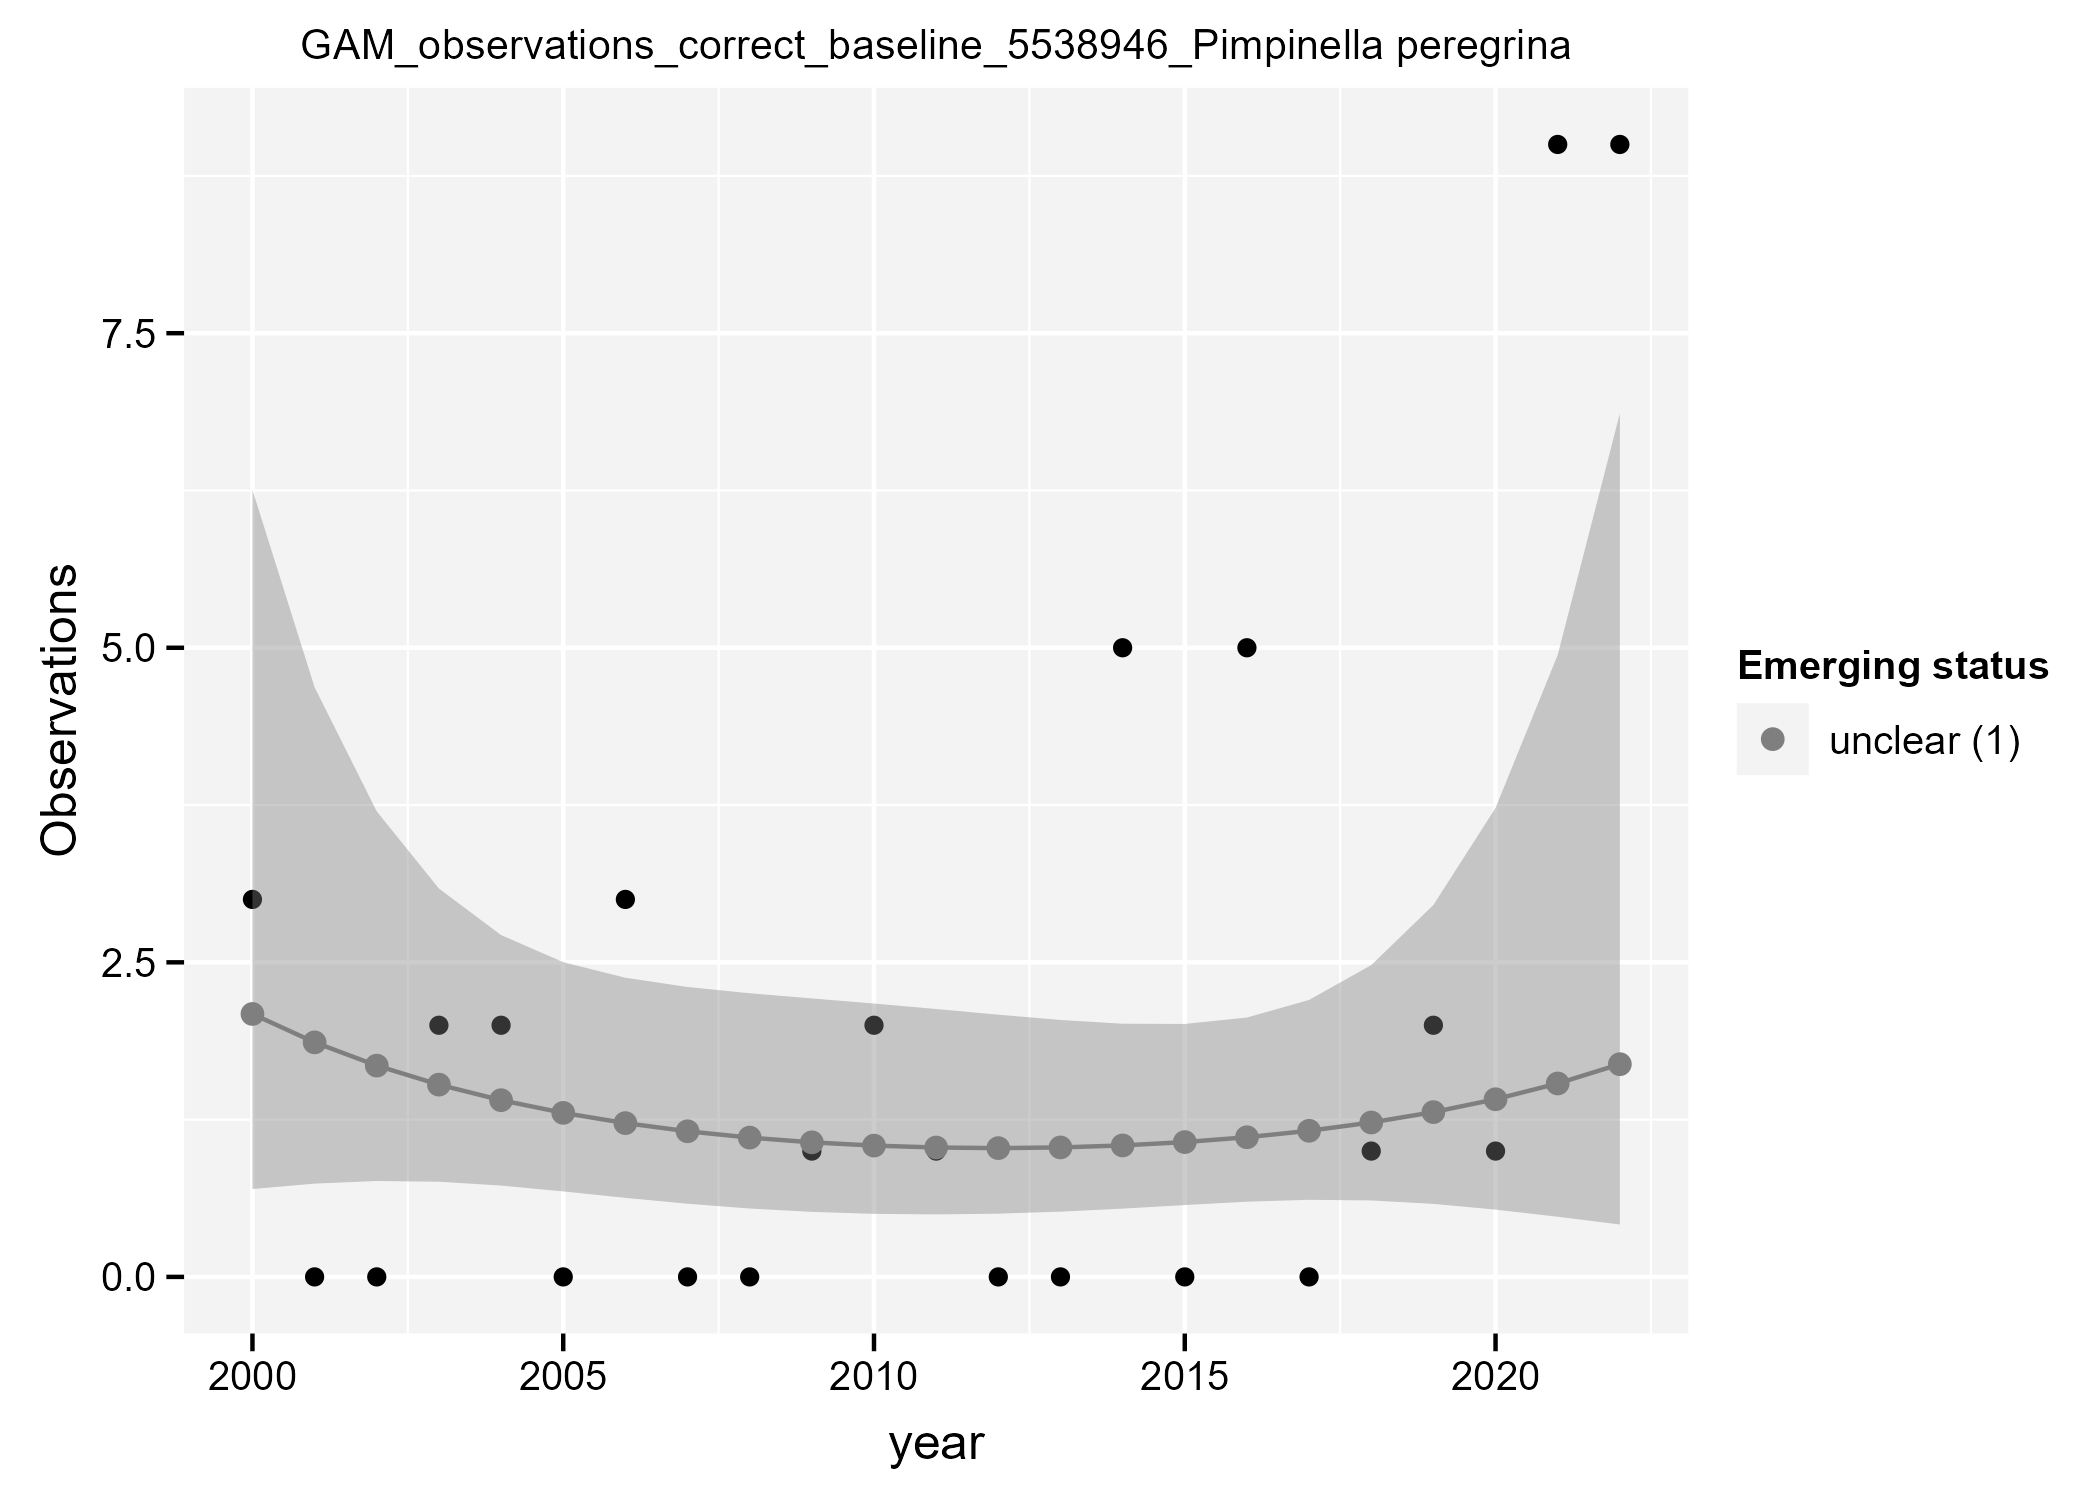 GAM_observations_correct_baseline_5538946_Pimpinella peregrina
Observations
7.5
5.0
2.5
0.0
2000 2005 2010 2015 2020
year
Emerging status
unclear (1)